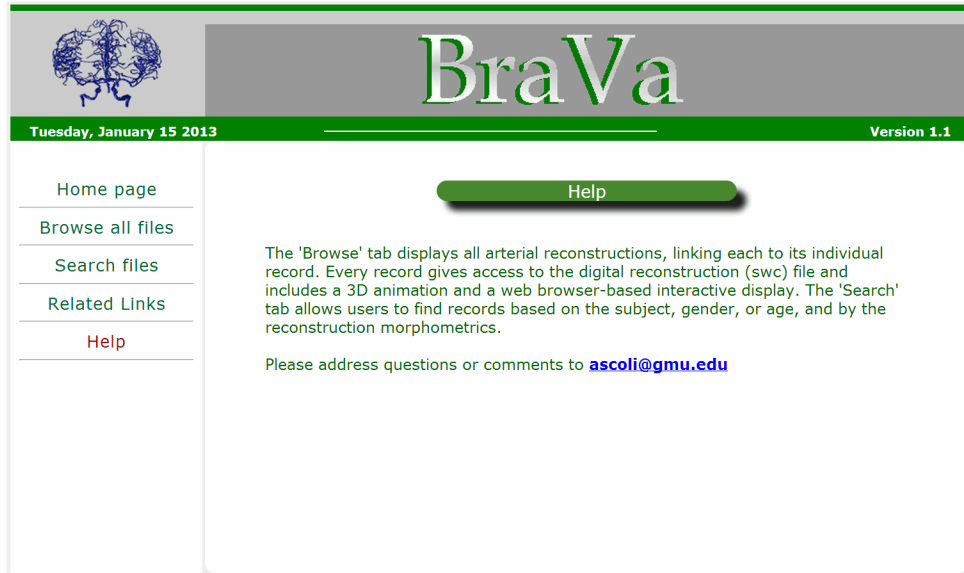 BraVa
Tuesday, January 15 2013
Version 1.1
Home page
Browse all files
Search files
Related Links
Help
Help
The 'Browse' tab displays all arterial reconstructions, linking each to its individual
record. Every record gives access to the digital reconstruction (swc) file and
includes a 3D animation and a web browser-based interactive display. The 'Search'
tab allows users to find records based on the subject, gender, or age, and by the
reconstruction morphometrics.
Please address questions or comments to ascoli@gmu.edu